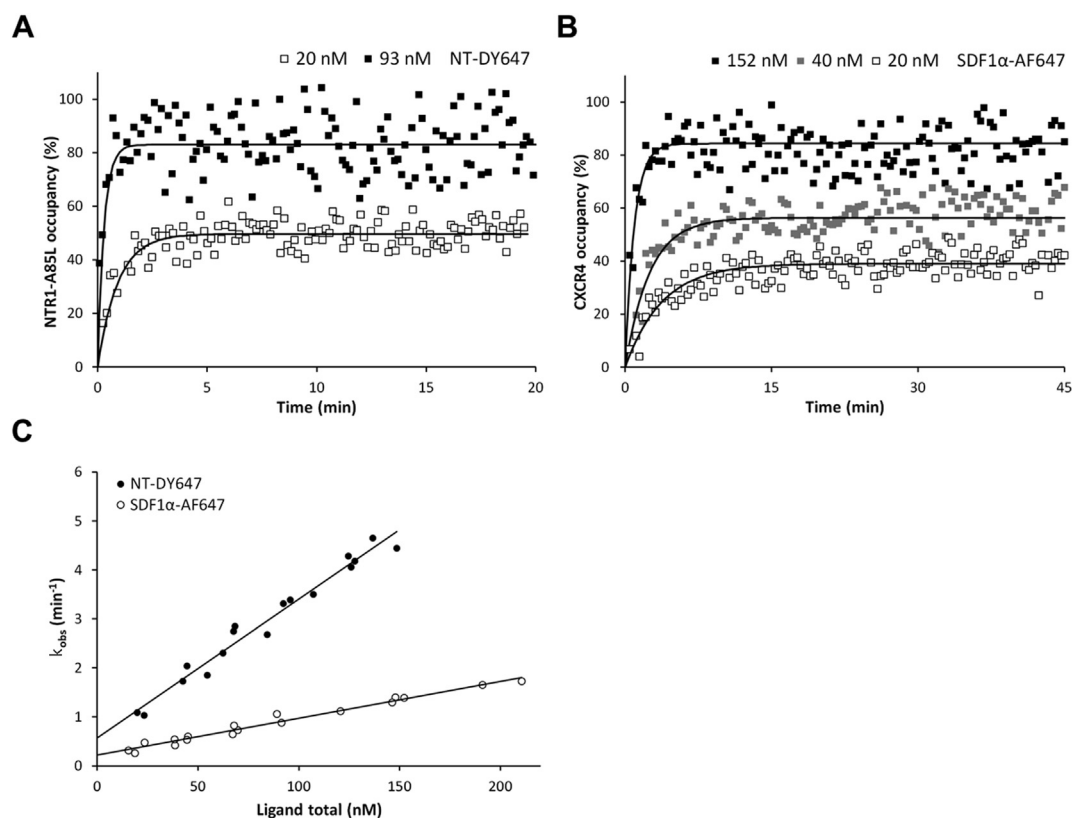 A
□ 20 nM ■ 93 nM NT-DY647
NTR1-A85L occupancy (%)
100
80
60
40
20
0
0 5 10 15 20
Time (min)
B
■ 152 nM ■ 40 nM □ 20 nM SDF1α-AF647
CXCR4 occupancy (%)
100
80
60
40
20
0
0 15 30 45
Time (min)
C
● NT-DY647
○ SDF1α-AF647
kobs (min-1)
6
5
4
3
2
1
0
0 50 100 150 200
Ligand total (nM)